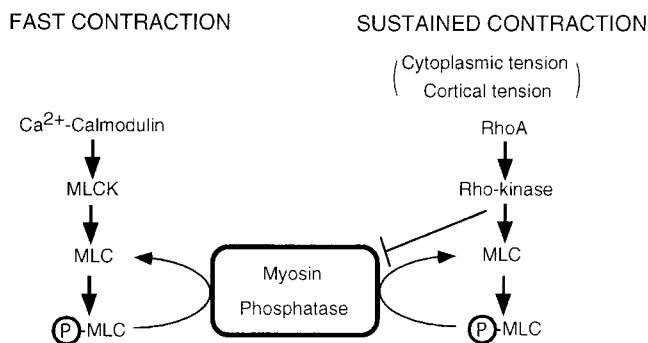 FAST CONTRACTION
SUSTAINED CONTRACTION
(Cytoplasmic tension
Cortical tension)
Ca2+-Calmodulin
MLCK
MLC
P-MLC
Myosin
Phosphatase
RhoA
Rho-kinase
MLC
P-MLC